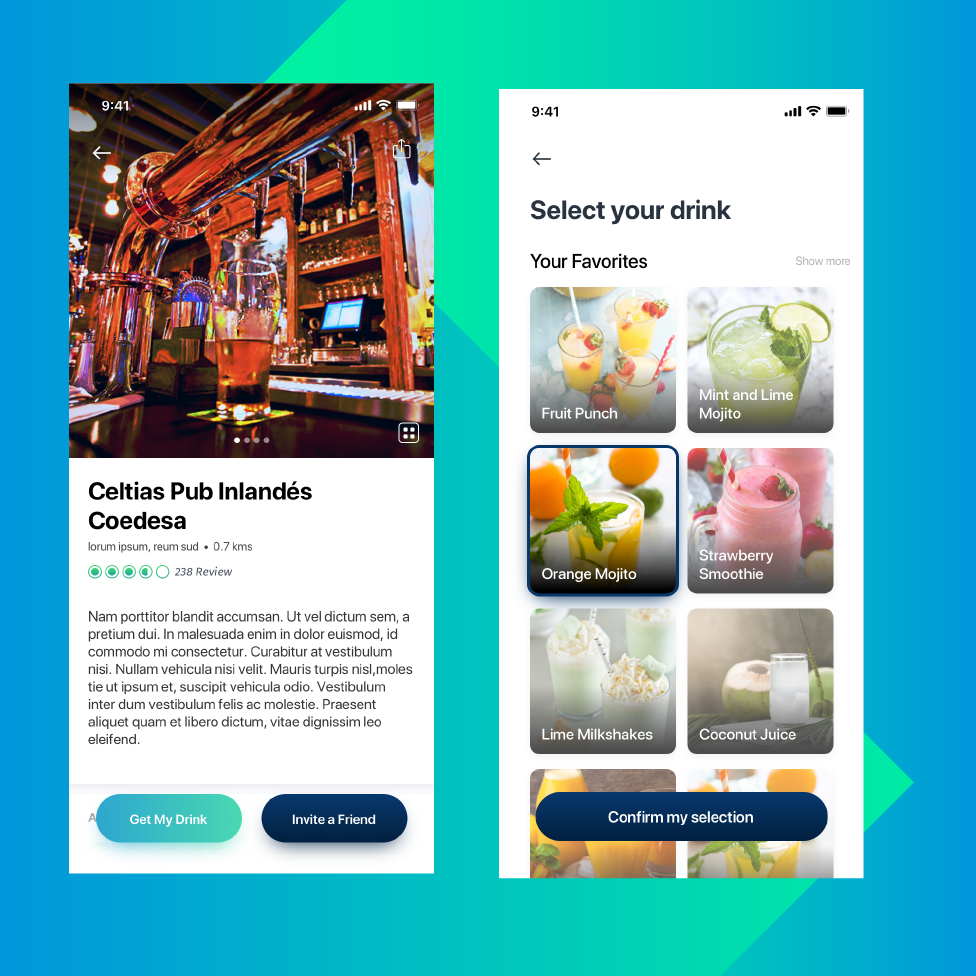 9:41
Celtias Pub Inlandés
Coedesa
lorum ipsum, reum sud • 0.7 kms
238 Review
Nam porttitor blandit accumsan. Ut vel dictum sem, a
pretium dui. In malesuada enim in dolor euismod, id
commodo mi consectetur. Curabitur at vestibulum
nisi. Nullam vehicula nisi velit. Mauris turpis nisl,moles
tie ut ipsum et, suscipit vehicula odio. Vestibulum
inter dum vestibulum felis ac molestie. Praesent
aliquet quam et libero dictum, vitae dignissim leo
eleifend.
A
Get My Drink
Invite a Friend
9:41
Select your drink
Your Favorites
Show more
Fruit Punch
Mint and Lime
Mojito
Orange Mojito
Strawberry
Smoothie
Lime Milkshakes
Coconut Juice
Confirm my selection